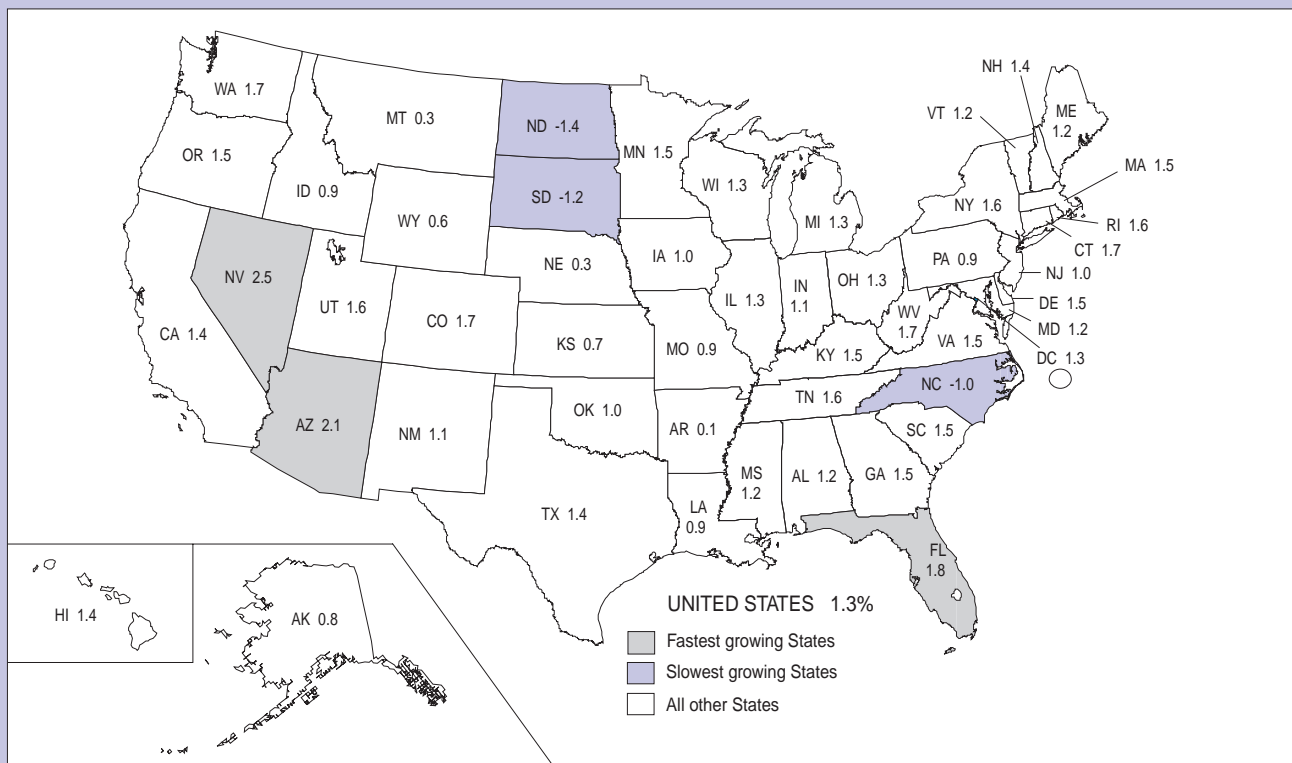 WA 1.7
MT 0.3
ND -1.4
MN 1.5
OR 1.5
ID 0.9
WY 0.6
SD -1.2
WI 1.3
MI 1.3
NY 1.6
VT 1.2
NH 1.4
ME
1.2
MA 1.5
RI 1.6
CT 1.7
NJ 1.0
DE 1.5
MD 1.2
DC 1.3
NV 2.5
UT 1.6
CO 1.7
NE 0.3
IA 1.0
IL 1.3
IN
1.1
OH 1.3
PA 0.9
WV
1.7
VA 1.5
CA 1.4
KS 0.7
MO 0.9
KY 1.5
NC -1.0
TN 1.6
AZ 2.1
NM 1.1
OK 1.0
AR 0.1
SC 1.5
MS
1.2
AL 1.2
GA 1.5
TX 1.4
LA
0.9
FL
1.8
HI 1.4
AK 0.8
UNITED STATES 1.3%
Fastest growing States
Slowest growing States
All other States